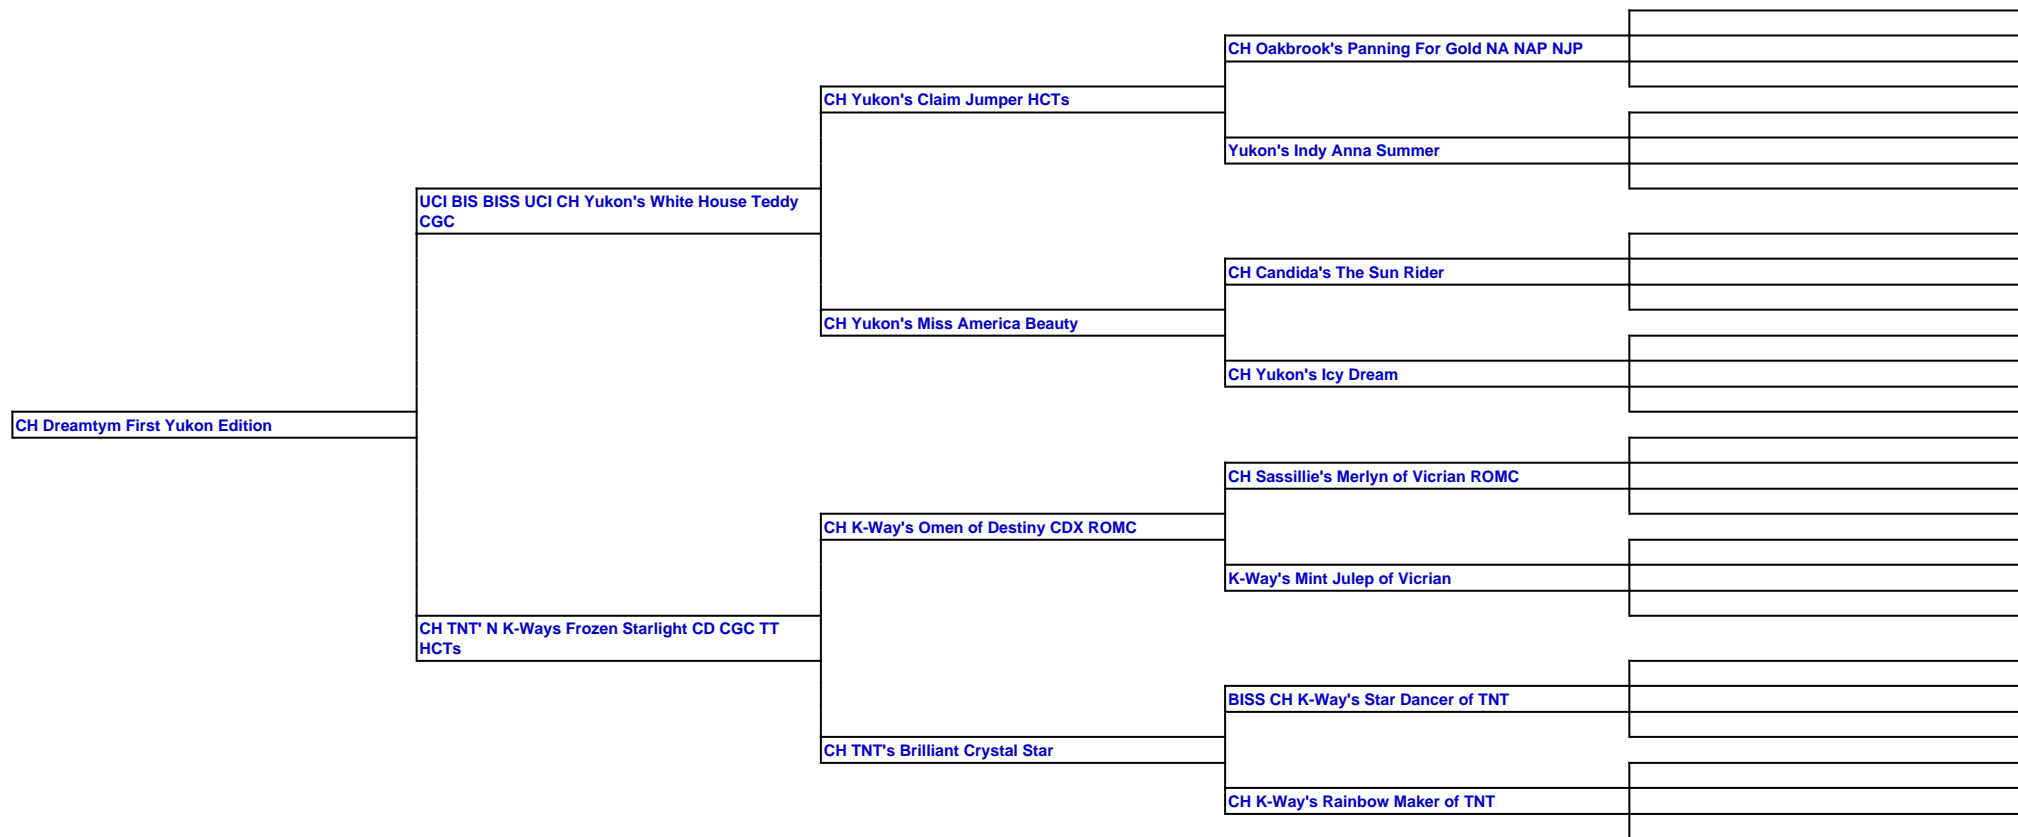 CH Oakbrook's Panning For Gold NA NAP NJP
CH Yukon's Claim Jumper HCTs
Yukon's Indy Anna Summer
UCI BIS BISS UCI CH Yukon's White House Teddy
CGC
CH Candida's The Sun Rider
CH Yukon's Miss America Beauty
CH Yukon's Icy Dream
CH Dreamtym First Yukon Edition
CH Sassillie's Merlyn of Vicrian ROMC
CH K-Way's Omen of Destiny CDX ROMC
K-Way's Mint Julep of Vicrian
CH TNT' N K-Ways Frozen Starlight CD CGC TT
HCTs
BISS CH K-Way's Star Dancer of TNT
CH TNT's Brilliant Crystal Star
CH K-Way's Rainbow Maker of TNT